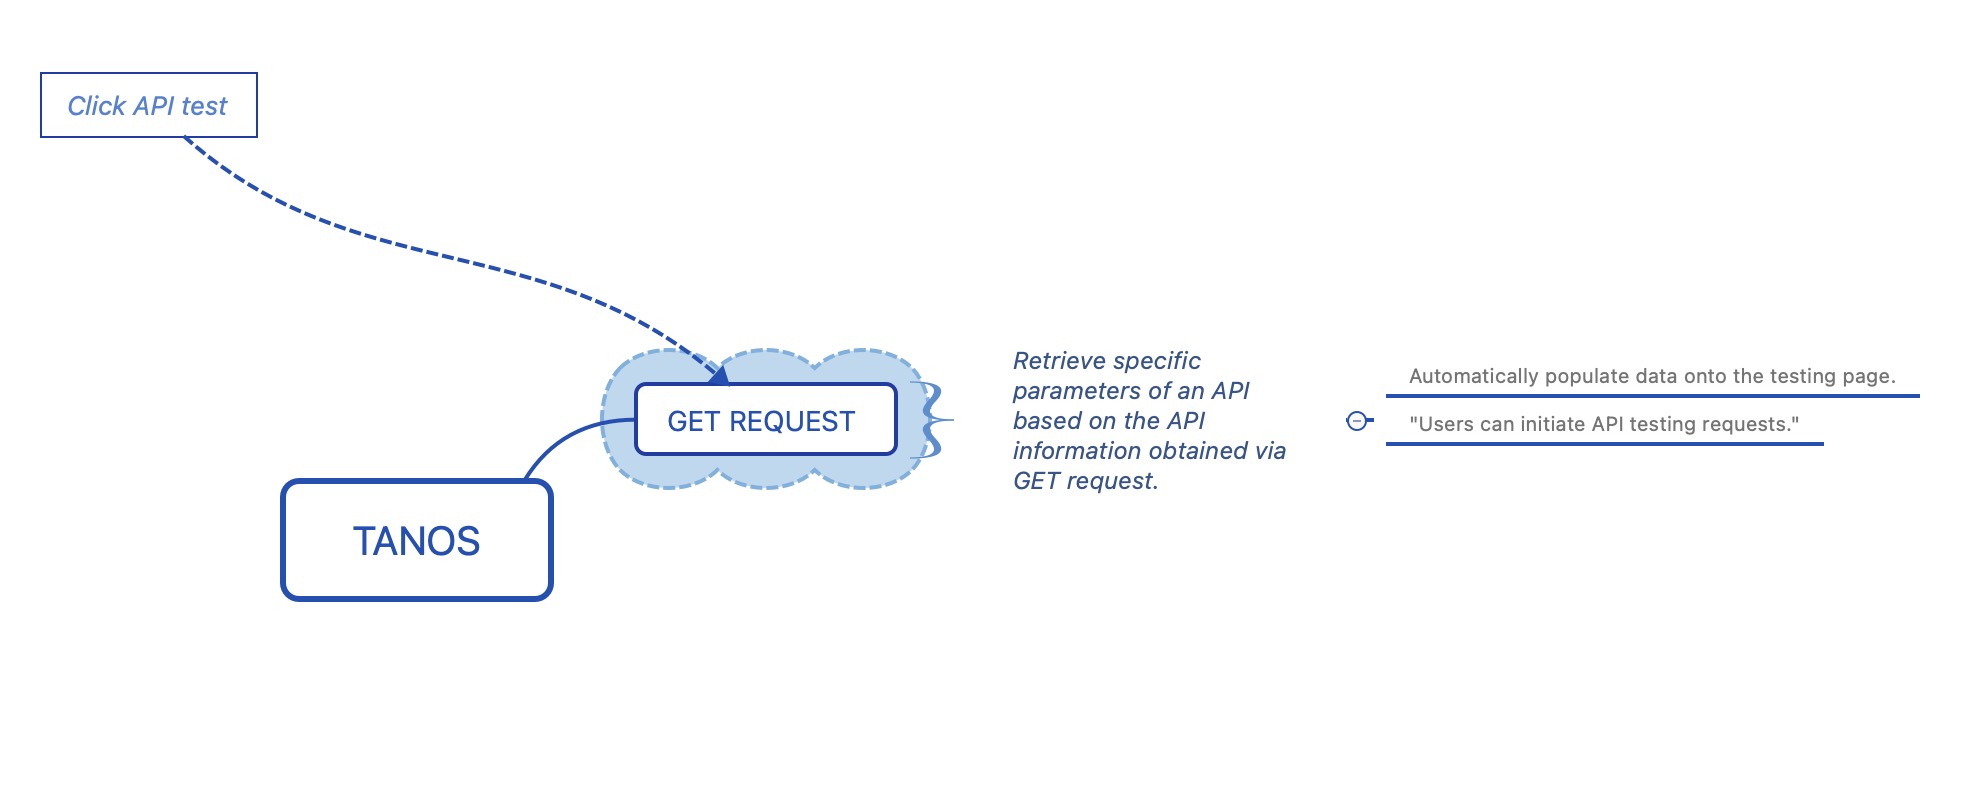 Click API test
Retrieve specific
parameters of an API
based on the API
information obtained via
GET request.
Automatically populate data onto the testing page.
"Users can initiate API testing requests."
GET REQUEST
TANOS